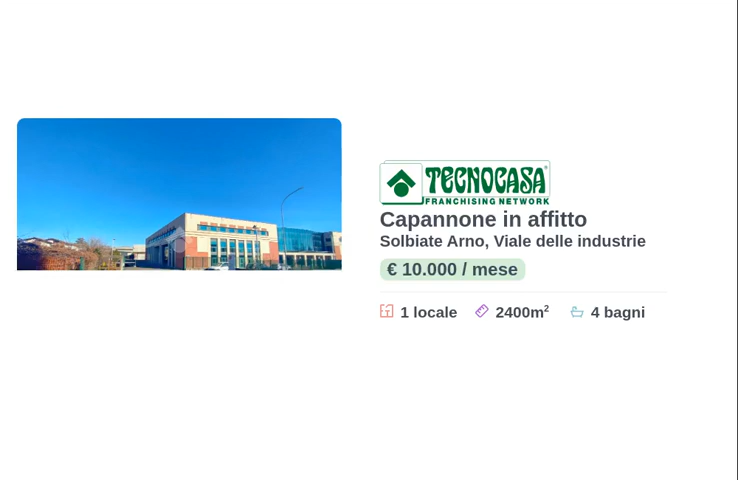 TECNOCASA
FRANCHISING NETWORK
Capannone in affitto
Solbiate Arno, Viale delle industrie
€ 10.000 / mese
1 locale 2400m² 4 bagni